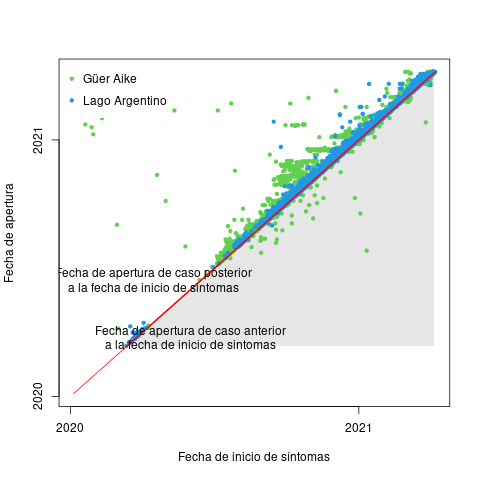 Güer Aike
Lago Argentino
2021
Fecha de apertura
Fecha de apertura de caso posterior
a la fecha de inicio de síntomas
Fecha de apertura de caso anterior
a la fecha de inicio de sintomas
2020
2020
2021
Fecha de inicio de síntomas